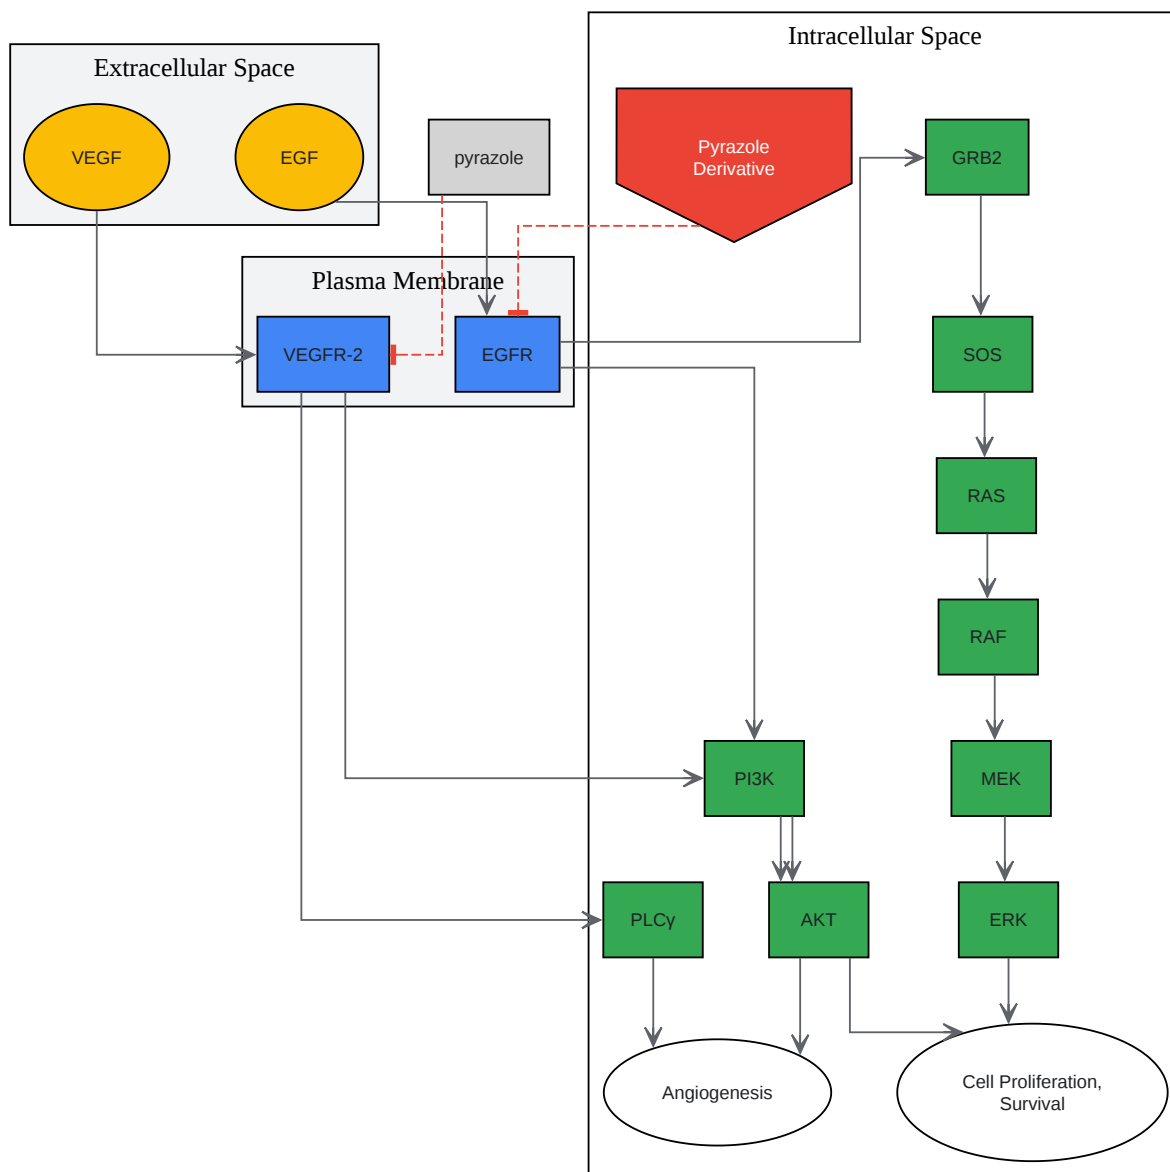 Intracellular Space
Extracellular Space
VEGF
EGF
pyrazole
Pyrazole
Derivative
GRB2
Plasma Membrane
VEGFR-2
EGFR
SOS
RAS
RAF
PI3K
MEK
PLCγ
AKT
ERK
Angiogenesis
Cell Proliferation,
Survival